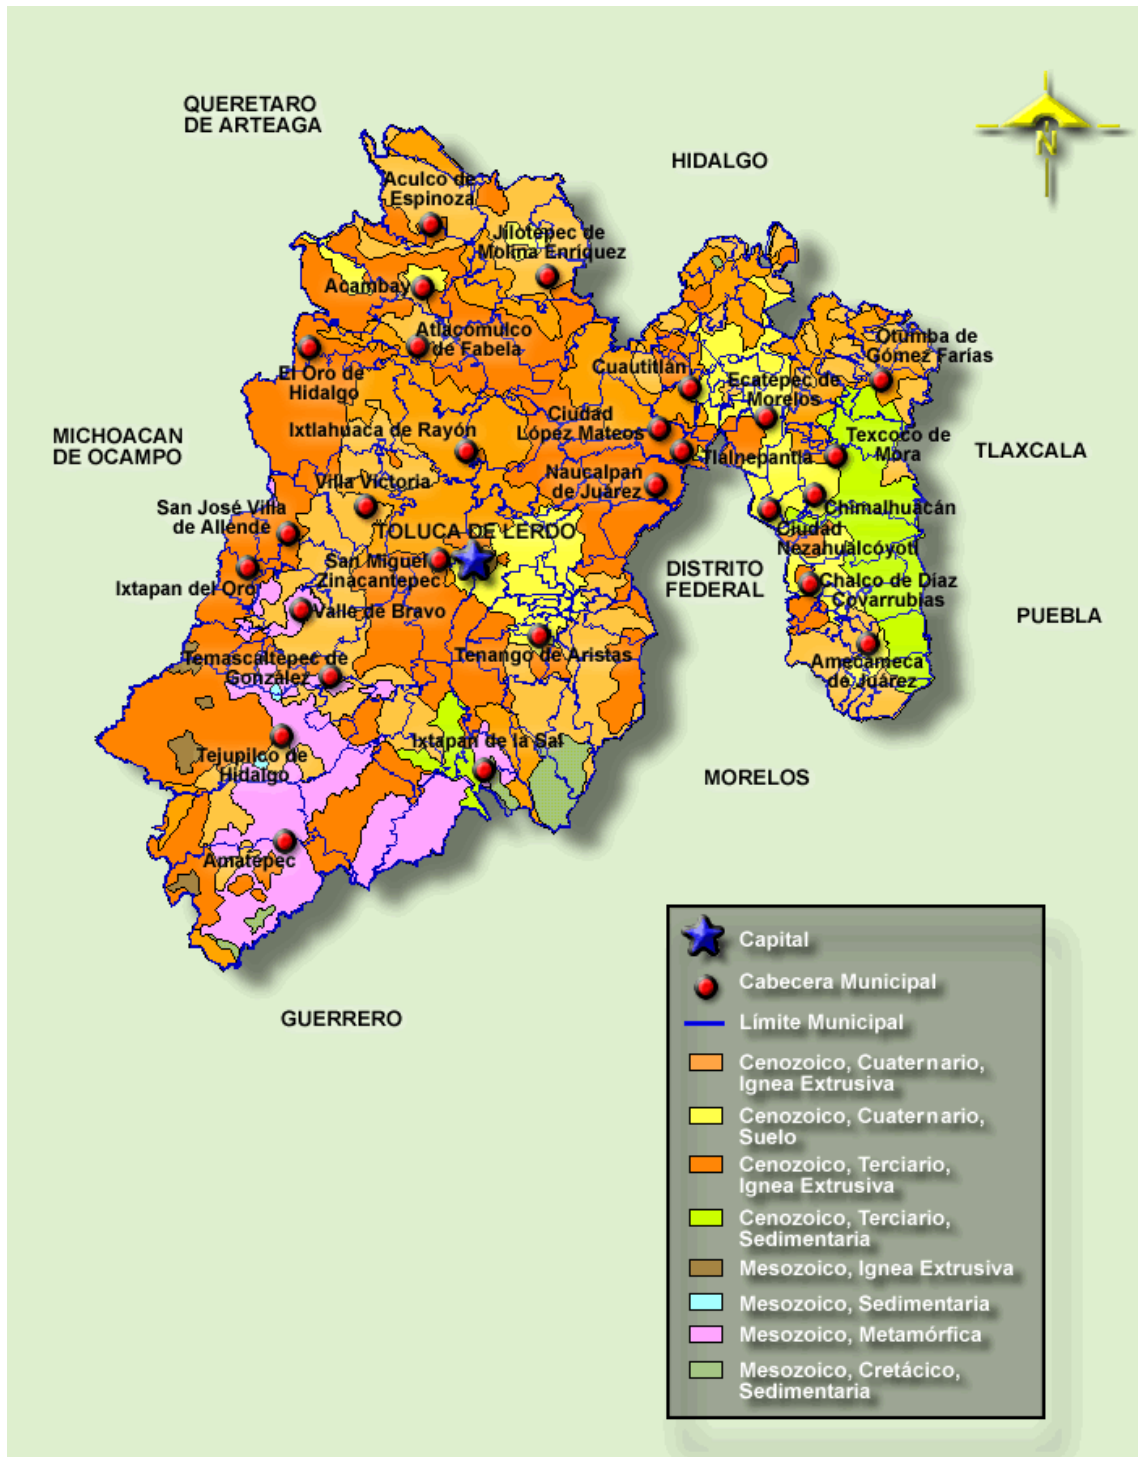 QUERETARO
DE ARTEAGA
HIDALGO
N
Aculco de
Espinoza
Jilotepec de
Molina Enríquez
Acambay
Atlacomulco
de Fabela
Otumba de
Gómez Farías
El Oro de
Hidalgo
Cuautitlán
Ecatepec de
Morelos
MICHOACAN
DE OCAMPO
Ixtlahuaca de Rayón
Ciudad
López Mateos
Tlalnepantla
Texcoco de
Mora
TLAXCALA
Villa Victoria
Naucalpan
de Juárez
San José Villa
de Allende
Chimalhuacán
TOLUCA DE LERDO
Ciudad
Nezahualcóyotl
San Miguel
Zinacantepec
Ixtapan del Oro
DISTRITO
FEDERAL
Chalco de Díaz
Covarrubias
Valle de Bravo
PUEBLA
Temascaltepec de
González
Tenango de Aristas
Amecameca
de Juárez
Ixtapan de la Sal
Tejupilco de
Hidalgo
MORELOS
Amatepec
GUERRERO
Capital
Cabecera Municipal
Límite Municipal
Cenozoico, Cuaternario,
Ignea Extrusiva
Cenozoico, Cuaternario,
Suelo
Cenozoico, Terciario,
Ignea Extrusiva
Cenozoico, Terciario,
Sedimentaria
Mesozoico, Ignea Extrusiva
Mesozoico, Sedimentaria
Mesozoico, Metamórfica
Mesozoico, Cretácico,
Sedimentaria